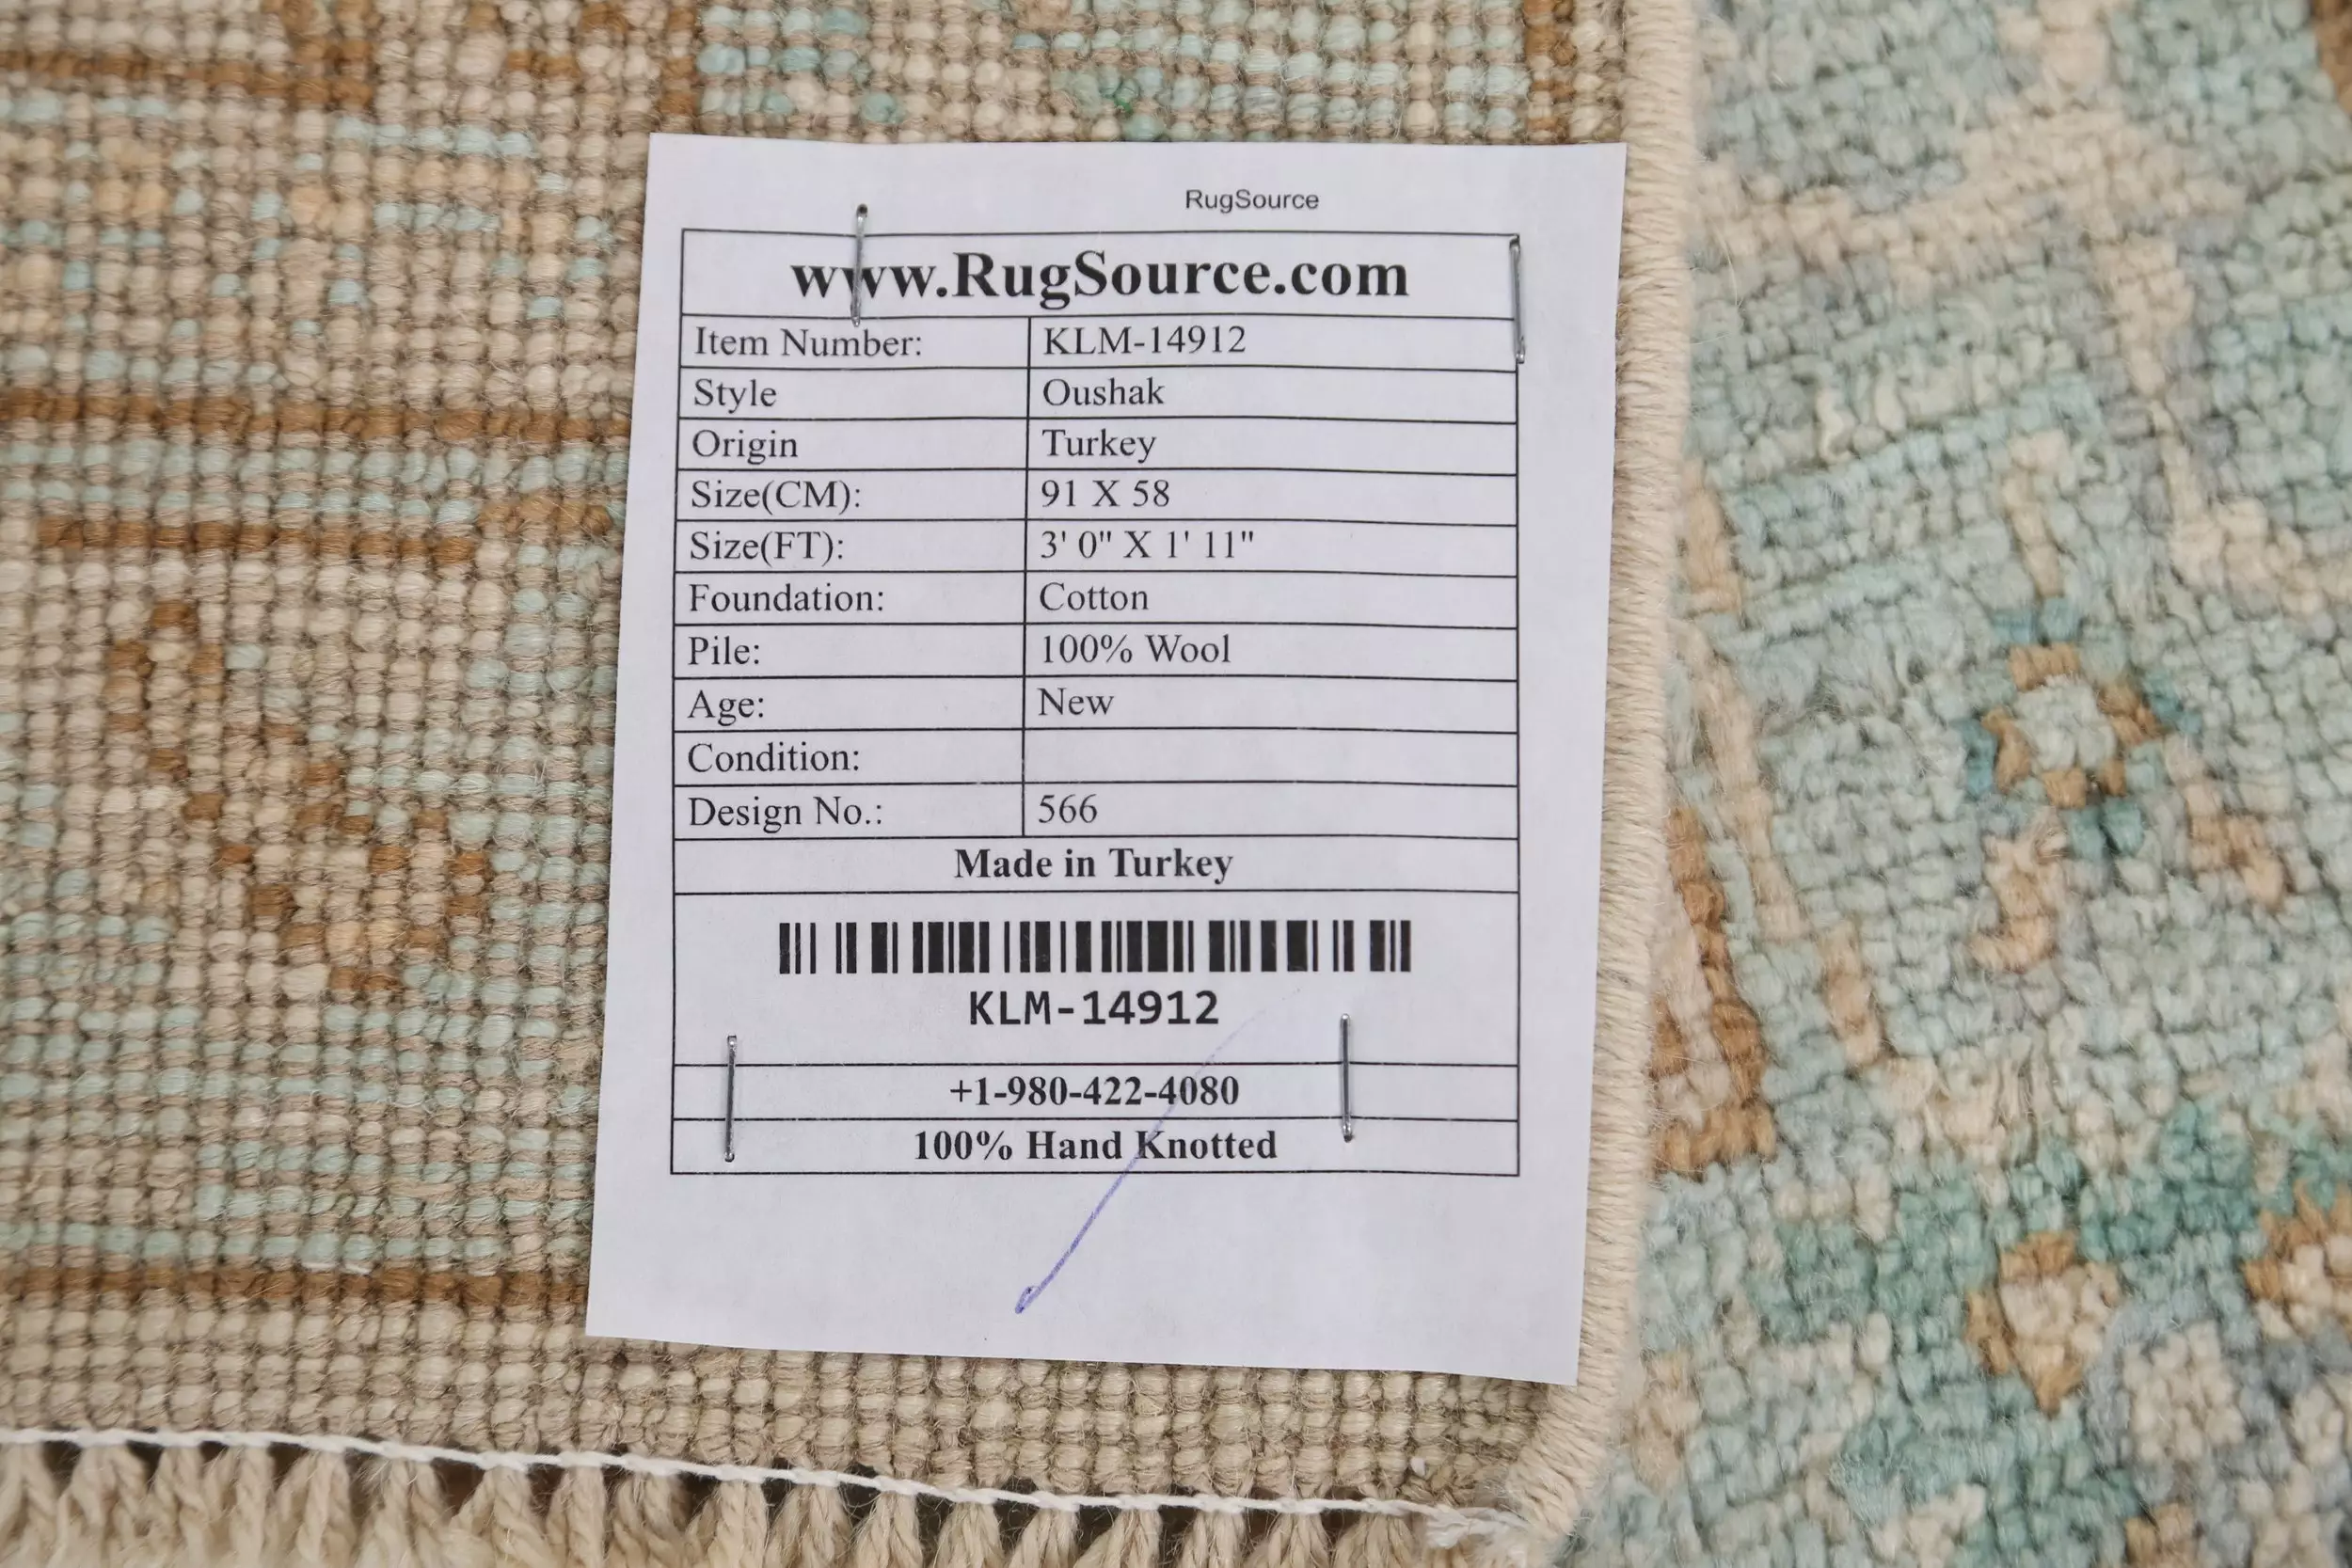 RugSource
www.RugSource.com
Item Number: KLM-14912
Style Oushak
Origin Turkey
Size(CM): 91 X 58
Size(FT): 3' 0" X 1' 11"
Foundation: Cotton
Pile: 100% Wool
Age: New
Condition:
Design No.: 566
Made in Turkey
KLM-14912
+1-980-422-4080
100% Hand Knotted